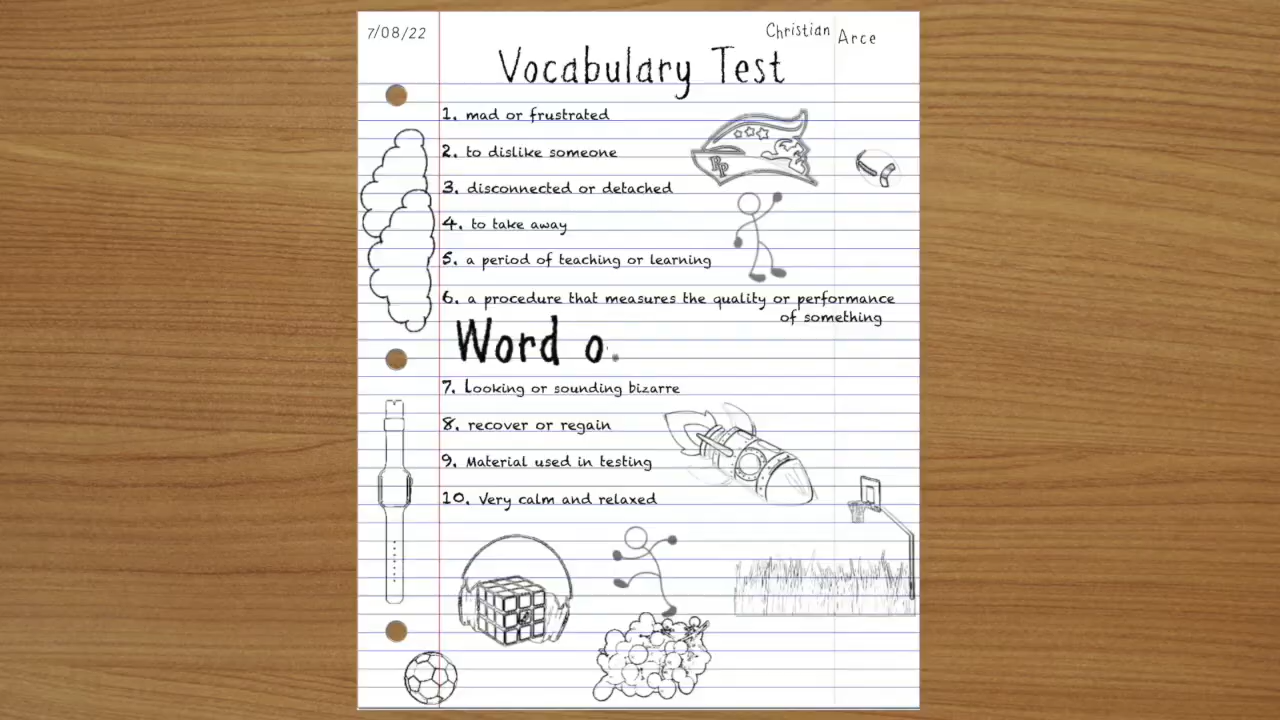 7/08/22
Christian Arce
Vocabulary Test
1. mad or frustrated
2. to dislike someone
3. disconnected or detached
PP
4. to take away
5. a period of teaching or learning
6. a procedure that measures the quality or performance
of something
Word o.
7. Looking or sounding bizarre
8. recover or regain
9. Material used in testing
10. Very calm and relaxed